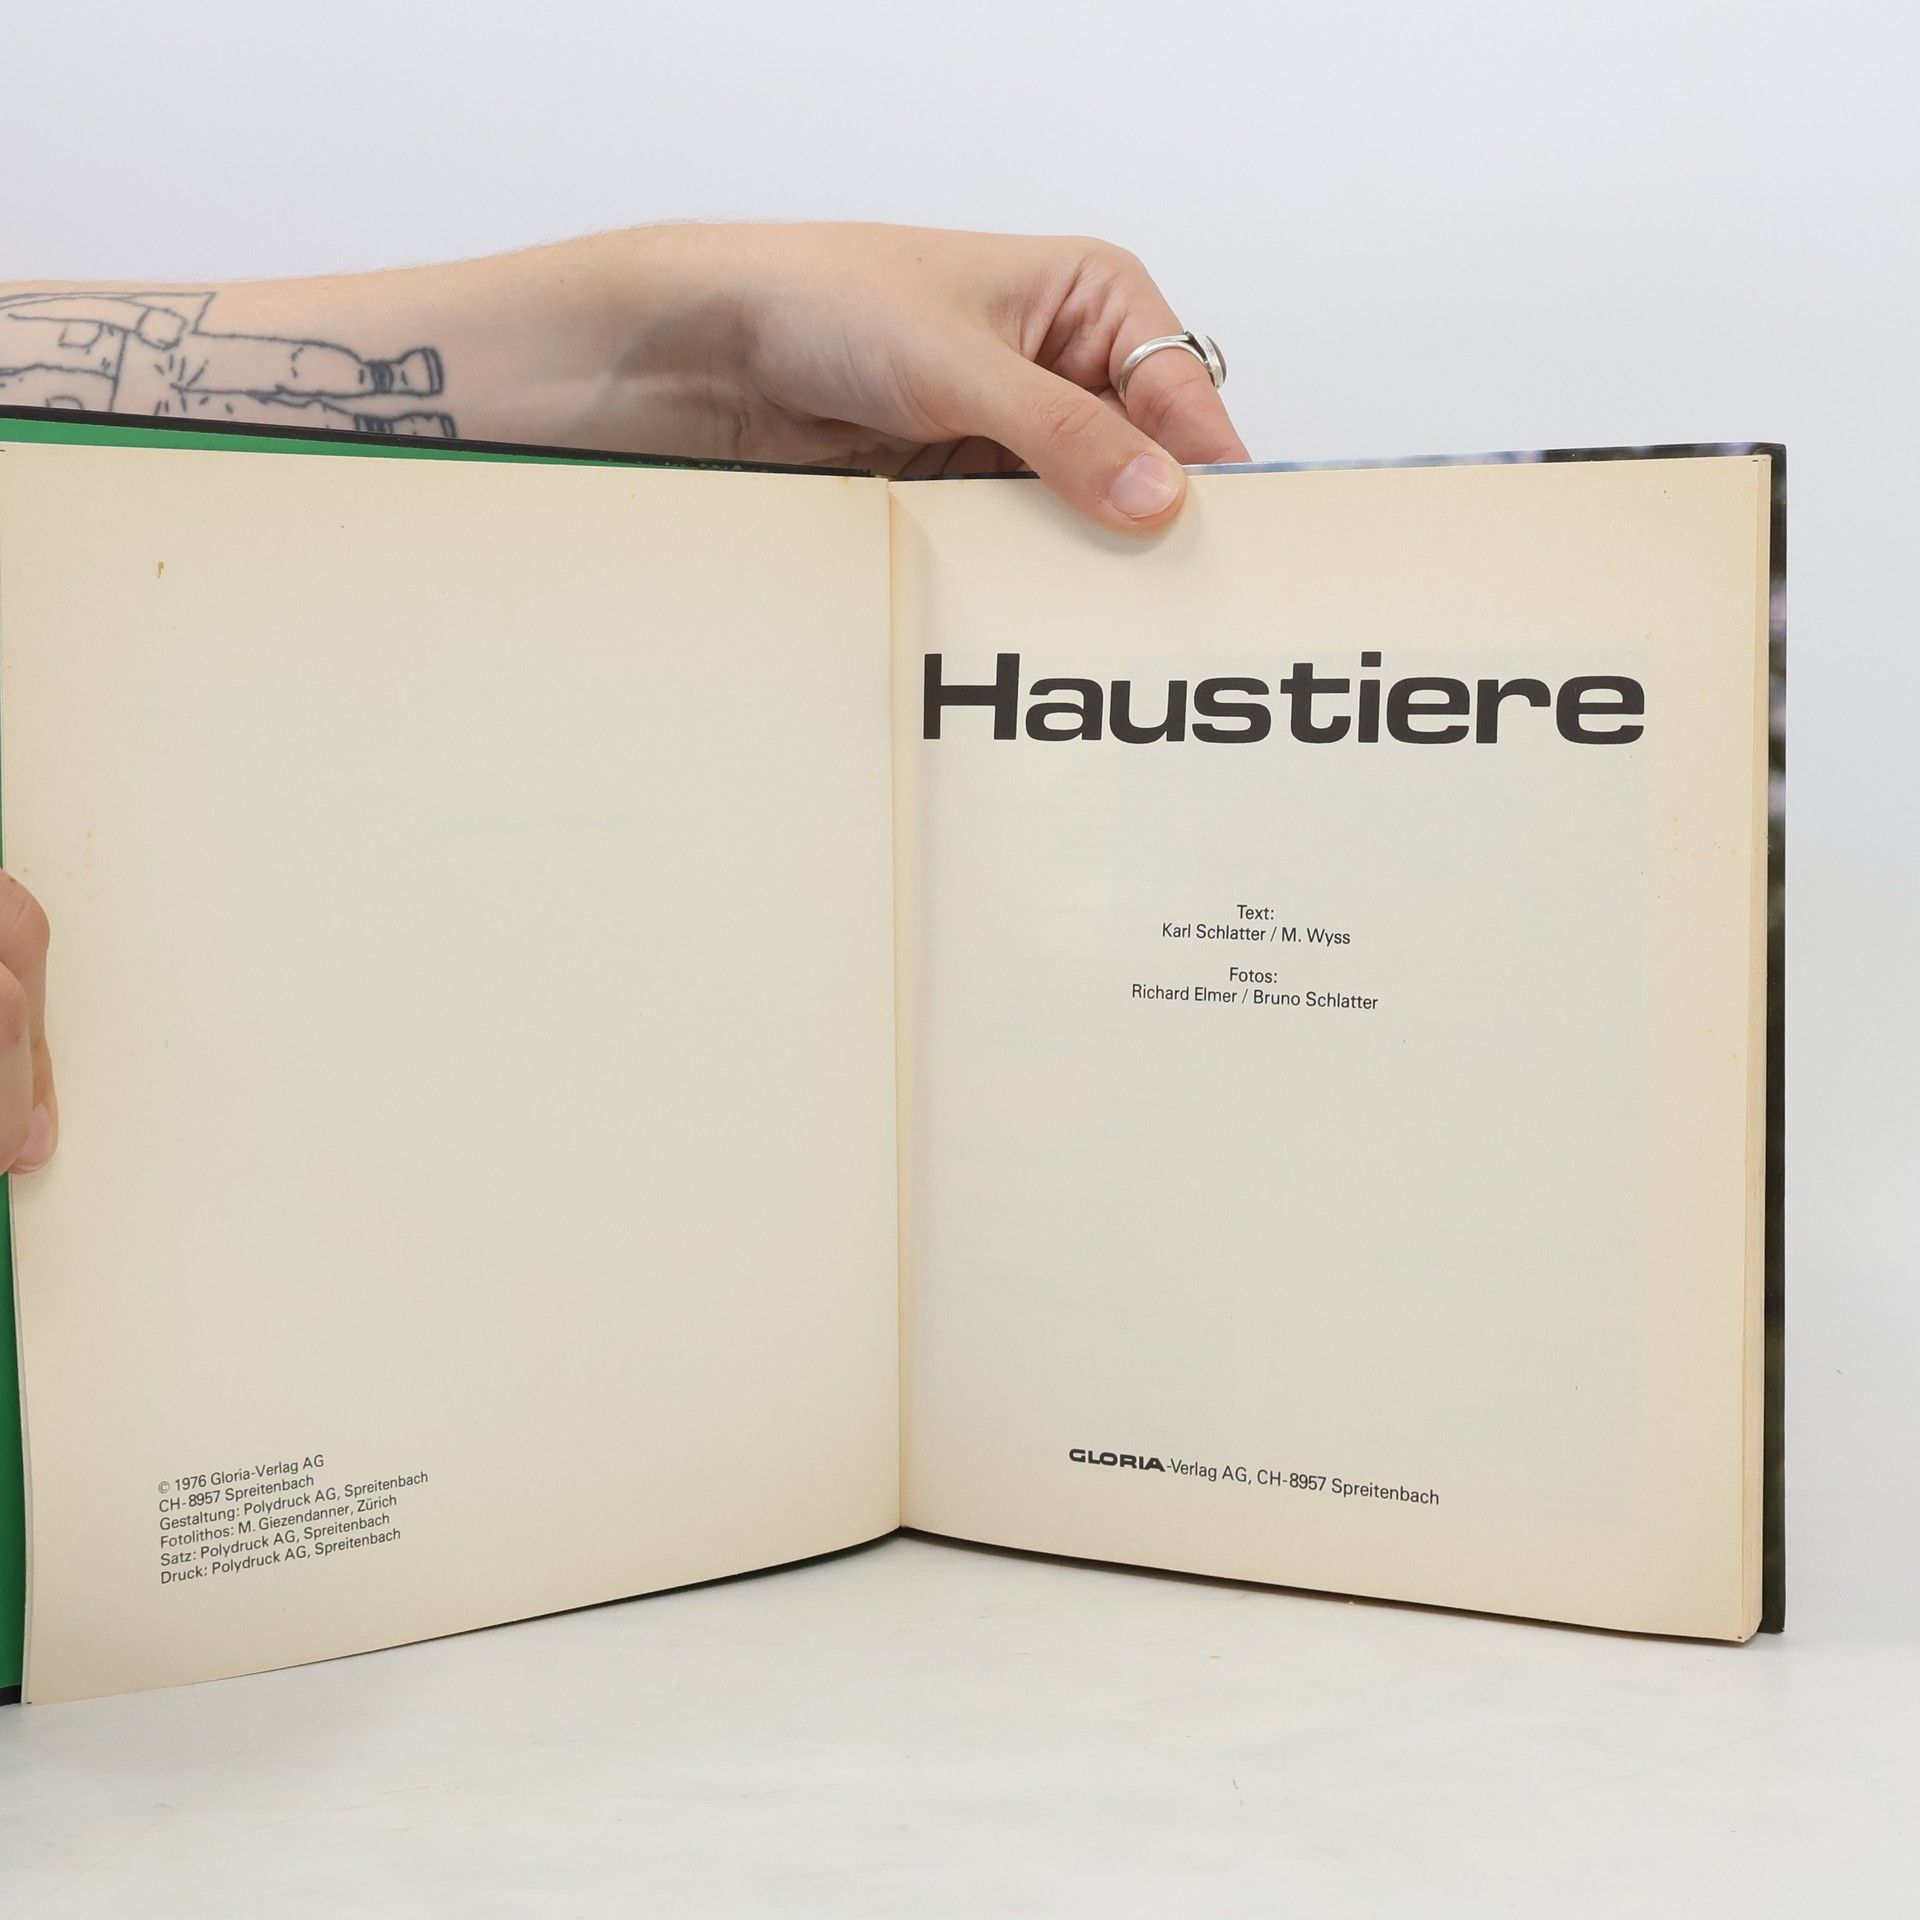 © 1976 Gloria-Verlag AG
CH-8957 Spreitenbach
Gestaltung: Polydruck AG, Spreitenbach
Fotolithos: M. Giezendanner, Zürich
Satz: Polydruck AG, Spreitenbach
Druck: Polydruck AG, Spreitenbach
Haustiere
Text:
Karl Schlatter / M. Wyss
Fotos:
Richard Elmer / Bruno Schlatter
GLORIA-Verlag AG, CH-8957 Spreitenbach